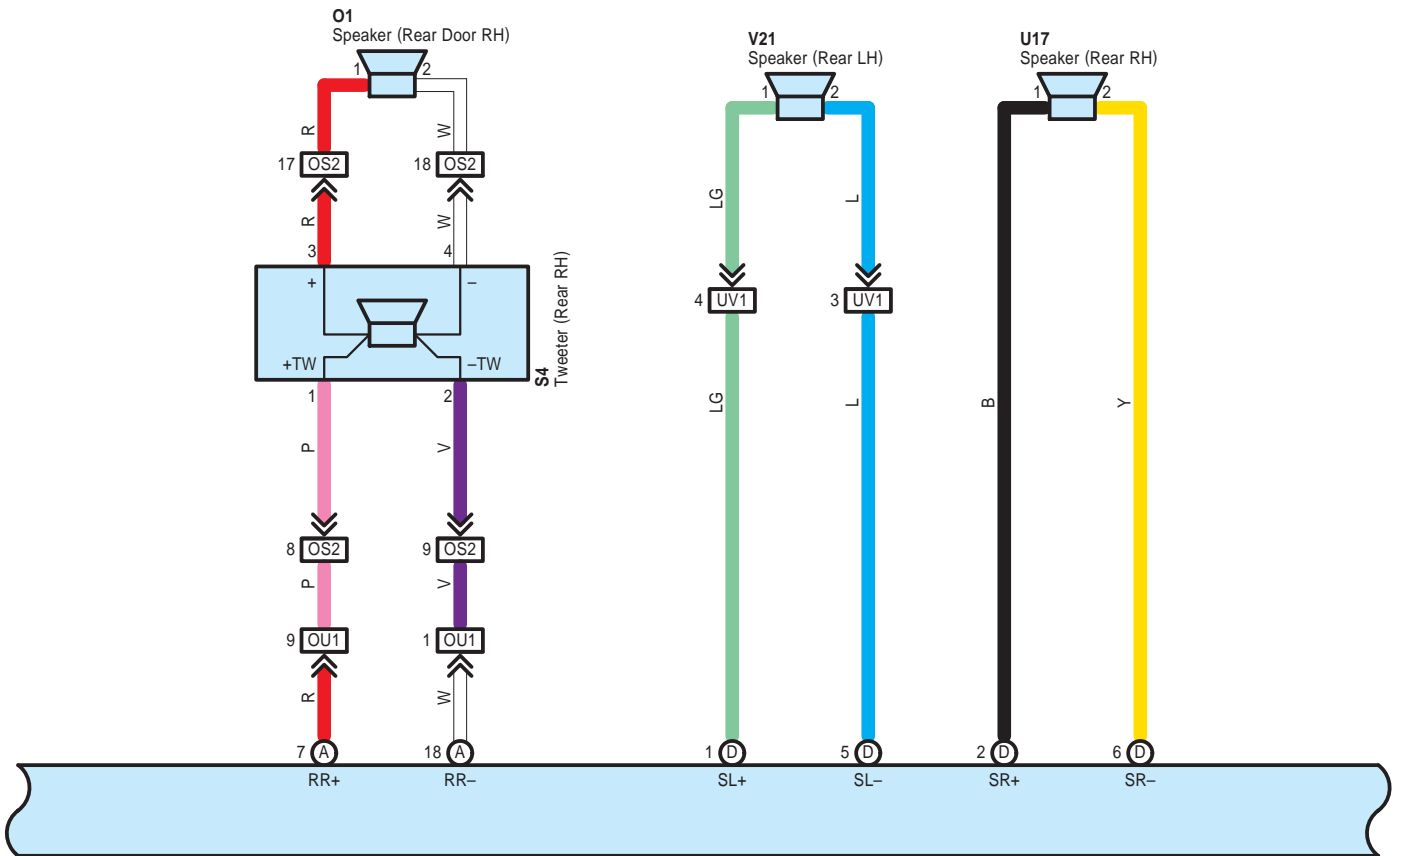 O1
Speaker (Rear Door RH)
V21
Speaker (Rear LH)
U17
Speaker (Rear RH)
1 2
1 2
1 2
R W
17 OS2 18 OS2
LG L
R W
3 4
+ –
+TW –TW
S4
Tweeter (Rear RH)
4 UV1 3 UV1
1 2
LG L B Y
P V
8 OS2 9 OS2
P V
9 OU1 1 OU1
R W
7 A 18 A 1 D 5 D 2 D 6 D
RR+ RR– SL+ SL– SR+ SR–